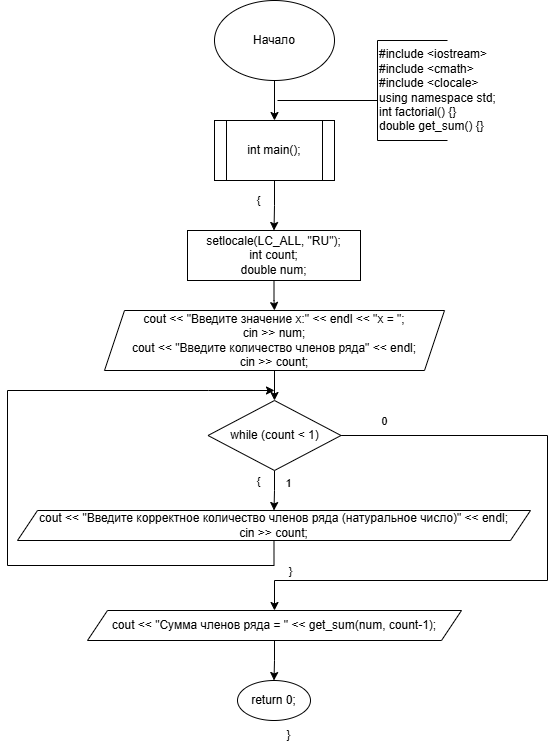 Начало
#include <iostream>
#include <cmath>
#include <clocale>
using namespace std;
int factorial() {}
double get_sum() {}
int main();
{
setlocale(LC_ALL, "RU");
int count;
double num;
cout << "Введите значение x:" << endl << "x = ";
cin >> num;
cout << "Введите количество членов ряда" << endl;
cin >> count;
while (count < 1)
0
{
1
cout << "Введите корректное количество членов ряда (натуральное число)" << endl;
cin >> count;
}
cout << "Сумма членов ряда = " << get_sum(num, count-1);
return 0;
}